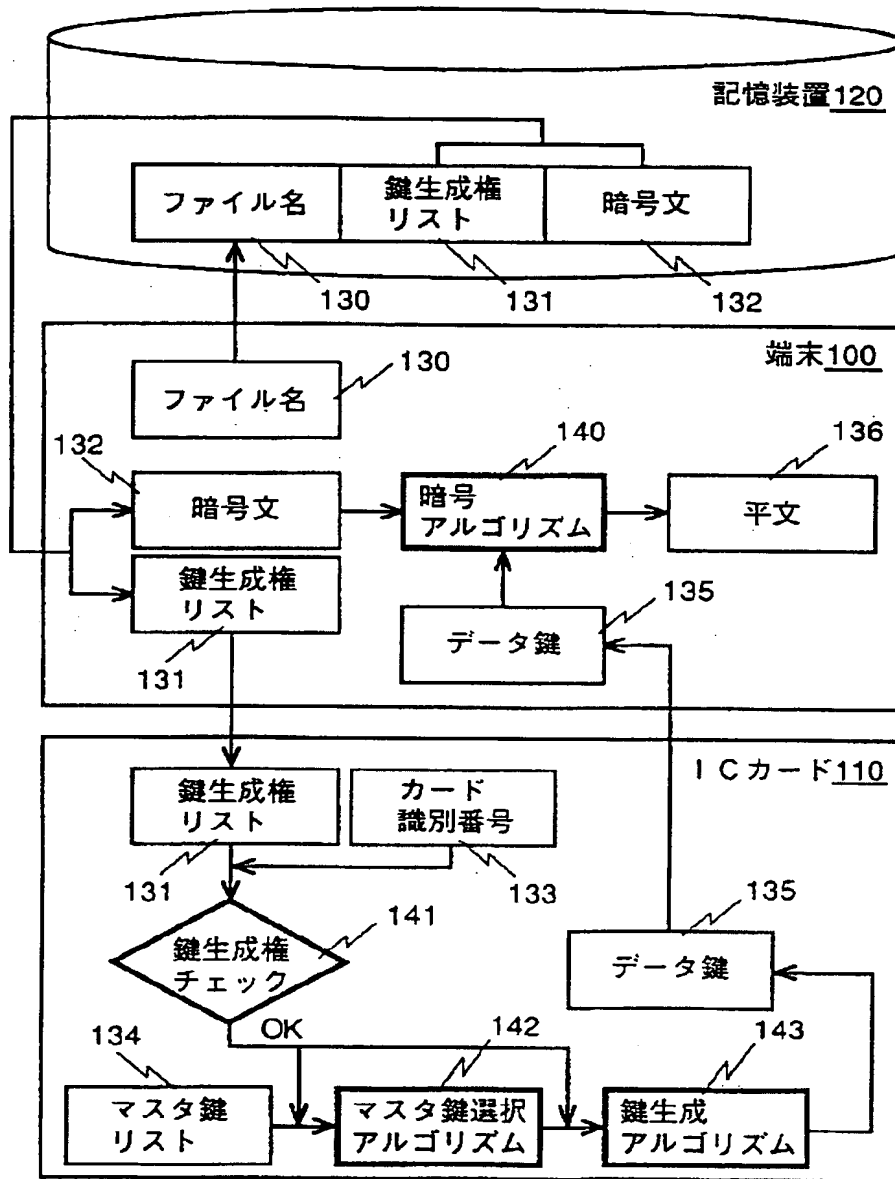 記憶装置120
ファイル名
鍵生成権
リスト
暗号文
130
131
132
端末100
ファイル名
130
132
暗号文
140
暗号
アルゴリズム
136
平文
鍵生成権
リスト
131
135
データ鍵
ICカード110
鍵生成権
リスト
カード
識別番号
131
133
141
鍵生成権
チェック
135
データ鍵
OK
134
マスタ鍵
リスト
142
マスタ鍵選択
アルゴリズム
143
鍵生成
アルゴリズム